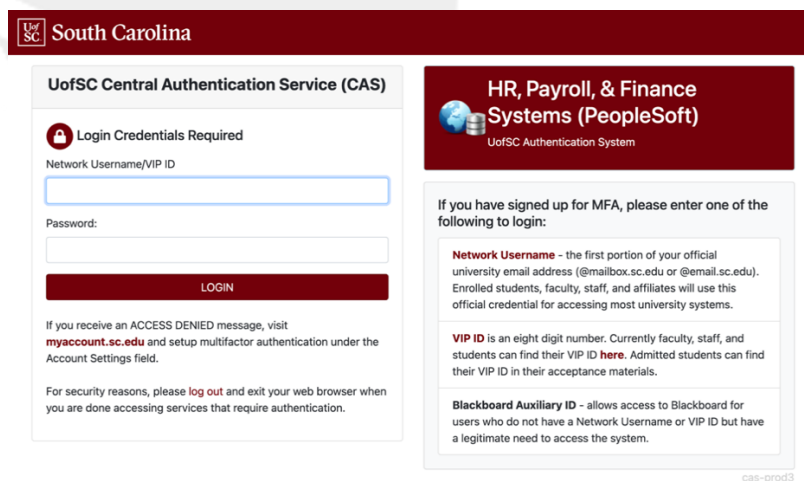 UofSC South Carolina
UofSC Central Authentication Service (CAS)
Login Credentials Required
Network Username/VIP ID
Password:
LOGIN
If you receive an ACCESS DENIED message, visit
myaccount.sc.edu and setup multifactor authentication under the
Account Settings field.
For security reasons, please log out and exit your web browser when
you are done accessing services that require authentication.
HR, Payroll, & Finance
Systems (PeopleSoft)
UofSC Authentication System
If you have signed up for MFA, please enter one of the
following to login:
Network Username - the first portion of your official
university email address (@mailbox.sc.edu or @email.sc.edu).
Enrolled students, faculty, staff, and affiliates will use this
official credential for accessing most university systems.
VIP ID is an eight digit number. Currently faculty, staff, and
students can find their VIP ID here. Admitted students can find
their VIP ID in their acceptance materials.
Blackboard Auxiliary ID - allows access to Blackboard for
users who do not have a Network Username or VIP ID but have
a legitimate need to access the system.
cas-prod3